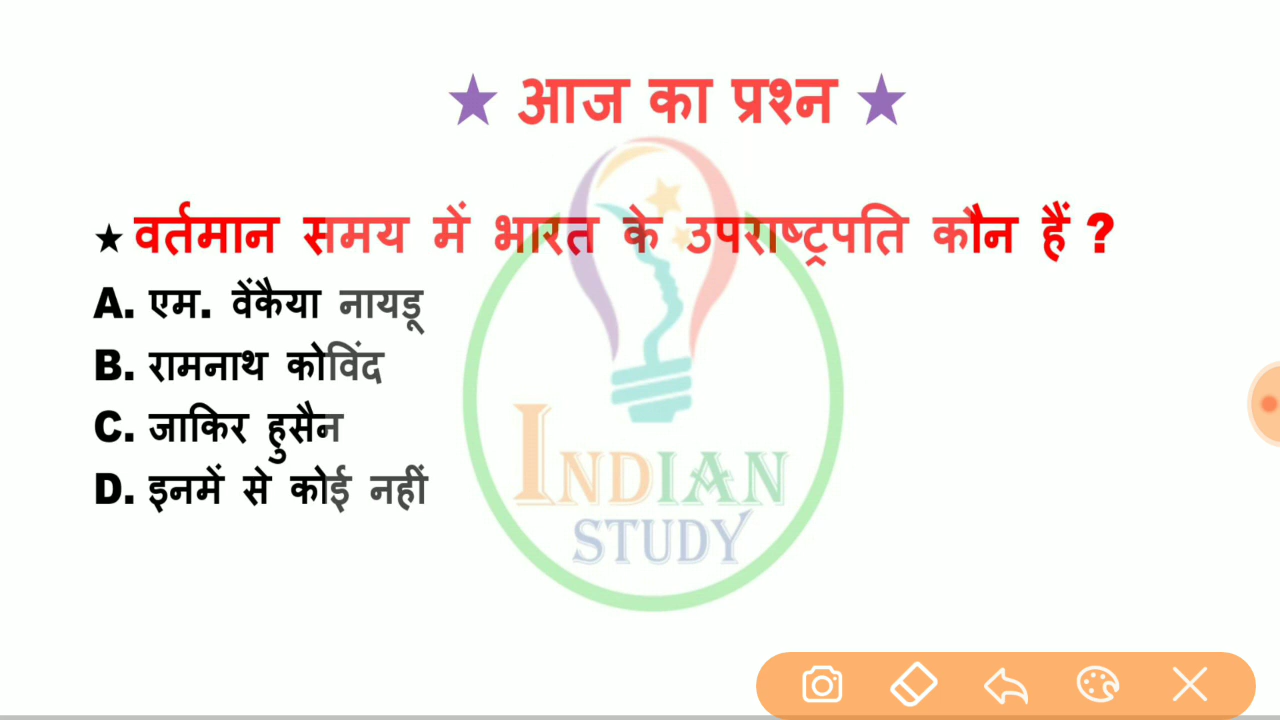 ★ आज का प्रश्न ★
★ वर्तमान समय में भारत के उपराष्ट्रपति कौन हैं ?
A. एम. वेंकैया नायडू
B. रामनाथ कोविंद
C. जाकिर हुसैन
D. इनमें से कोई नहीं
INDIAN
STUDY